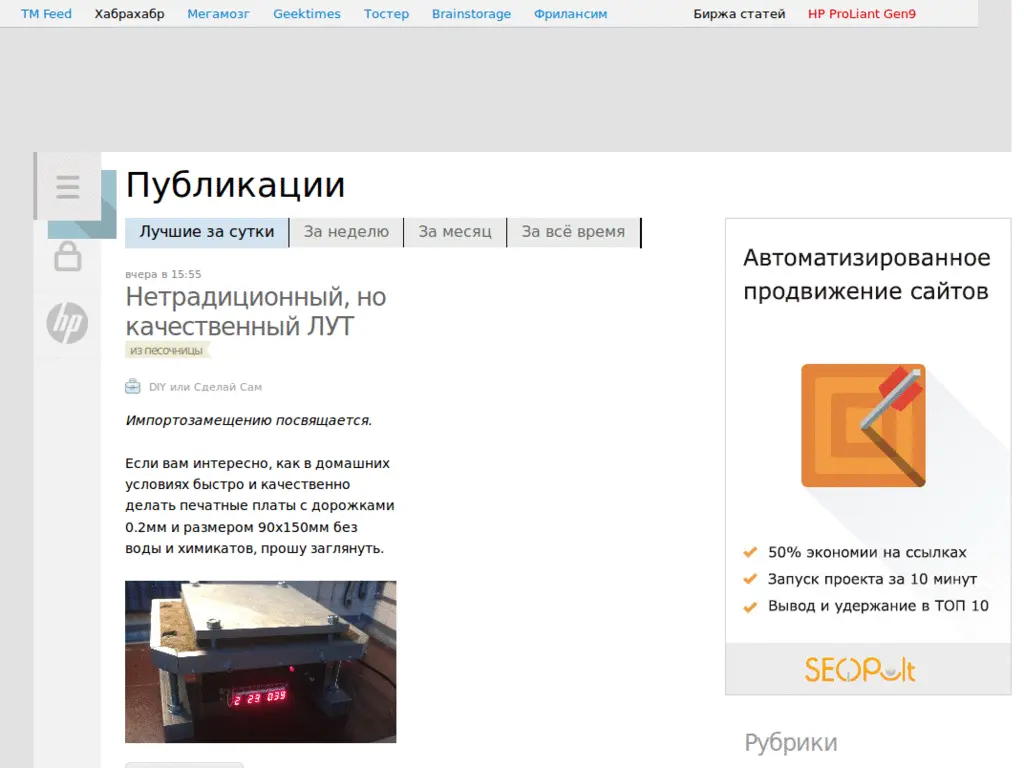 TM Feed Хабрахабр Мегамозг Geektimes Тостер Brainstorage Фрилансим Биржа статей HP ProLiant Gen9
Публикации
Лучшие за сутки За неделю За месяц За всё время
вчера в 15:55
Нетрадиционный, но
качественный ЛУТ
из песочницы
DIY или Сделай Сам
Импортозамещению посвящается.
Если вам интересно, как в домашних
условиях быстро и качественно
делать печатные платы с дорожками
0.2мм и размером 90х150мм без
воды и химикатов, прошу заглянуть.
2 23 039
hp
Автоматизированное
продвижение сайтов
50% экономии на ссылках
Запуск проекта за 10 минут
Вывод и удержание в ТОП 10
SEOPult
Рубрики